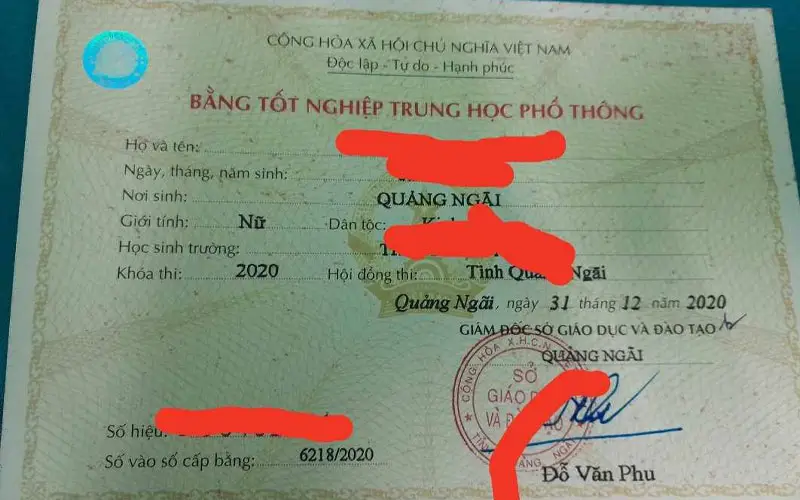 CỘNG HÒA XÃ HỘI CHỦ NGHĨA VIỆT NAM
Độc lập - Tự do - Hạnh phúc
BẰNG TỐT NGHIỆP TRUNG HỌC PHỔ THÔNG
Họ và tên:
Ngày, tháng, năm sinh:
Nơi sinh: QUẢNG NGÃI
Giới tính: Nữ Dân tộc:
Học sinh trường:
Khóa thi: 2020 Hội đồng thi: Tỉnh Quảng Ngãi
Quảng Ngãi, ngày 31 tháng 12 năm 2020
GIÁM ĐỐC SỞ GIÁO DỤC VÀ ĐÀO TẠO
QUẢNG NGÃI
SỞ
GIÁO
VÀ
Số hiệu:
Số vào sổ cấp bằng: 6218/2020
Đỗ Văn Phu